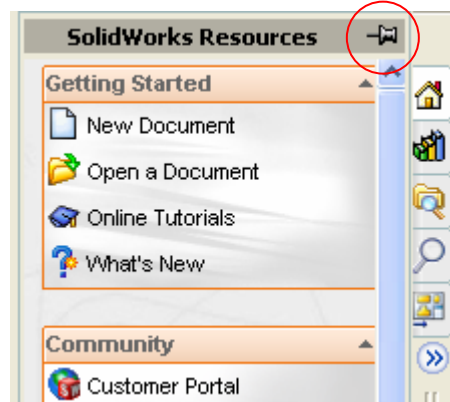 SolidWorks Resources
Getting Started
New Document
Open a Document
Online Tutorials
What's New
Community
Customer Portal